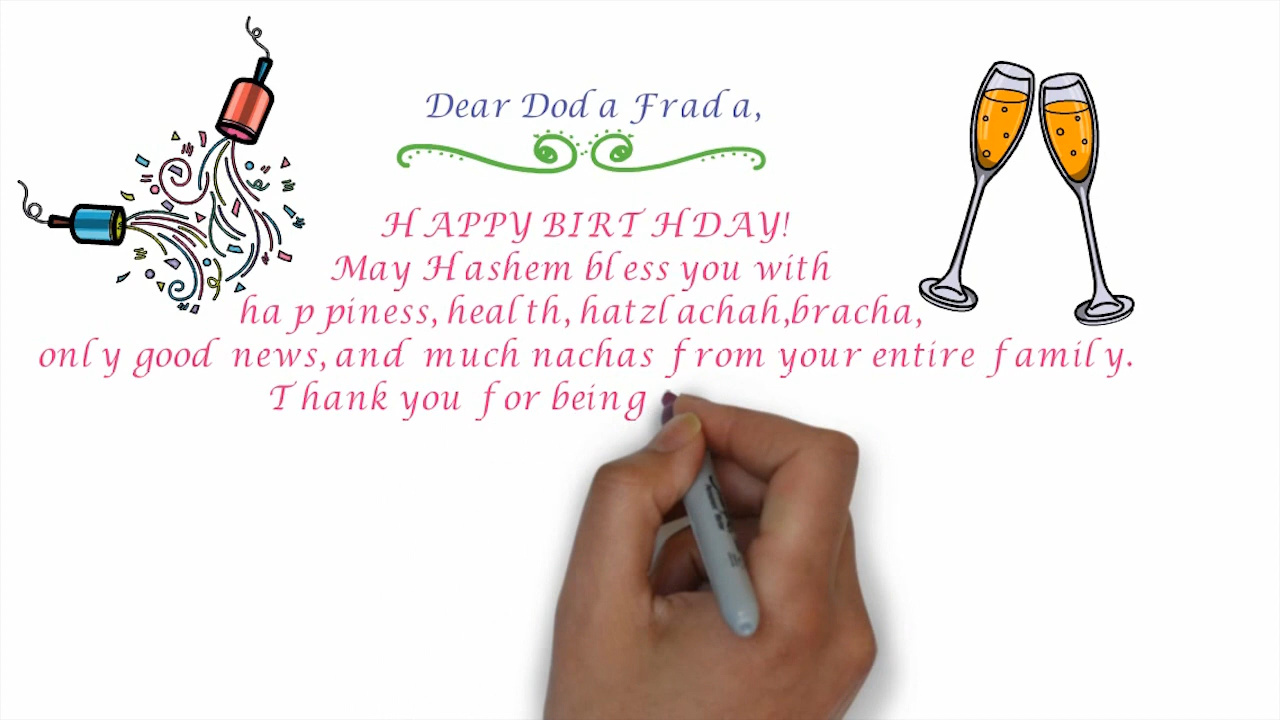 Dear Doda Frada,
HAPPY BIRTHDAY!
May Hashem bless you with
happiness, health, hatzlachah,bracha,
only good news, and much nachas from your entire family.
Thank you for being